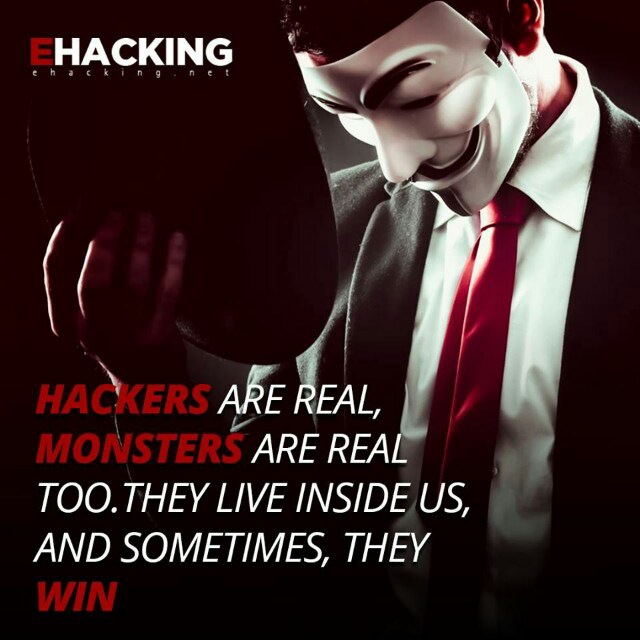 EHACKING
ehacking.net
HACKERS ARE REAL,
MONSTERS ARE REAL
TOO.THEY LIVE INSIDE US,
AND SOMETIMES, THEY
WIN